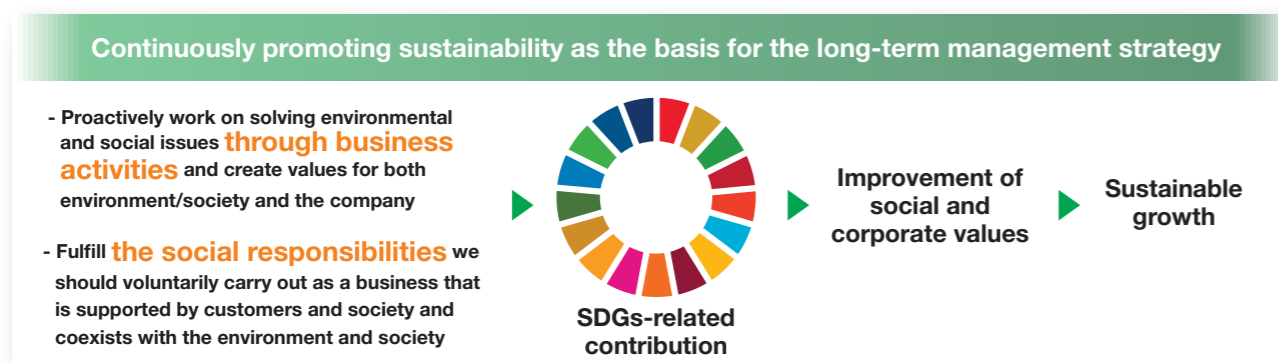 Continuously promoting sustainability as the basis for the long-term management strategy
- Proactively work on solving environmental
and social issues through business
activities and create values for both
environment/society and the company
- Fulfill the social responsibilities we
should voluntarily carry out as a business that
is supported by customers and society and
coexists with the environment and society
SDGs-related
contribution
Improvement of
social and
corporate values
Sustainable
growth